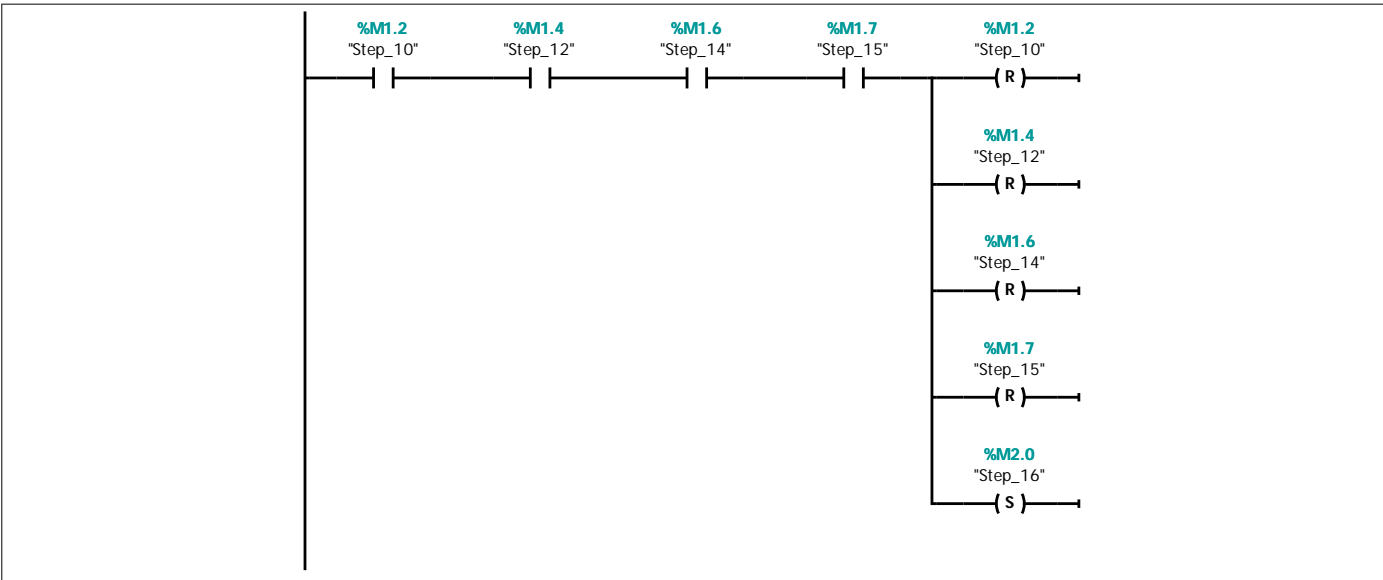 %M1.2 %M1.4 %M1.6 %M1.7 %M1.2
"Step_10" "Step_12" "Step_14" "Step_15" "Step_10"
R
%M1.4
"Step_12"
R
%M1.6
"Step_14"
R
%M1.7
"Step_15"
R
%M2.0
"Step_16"
S